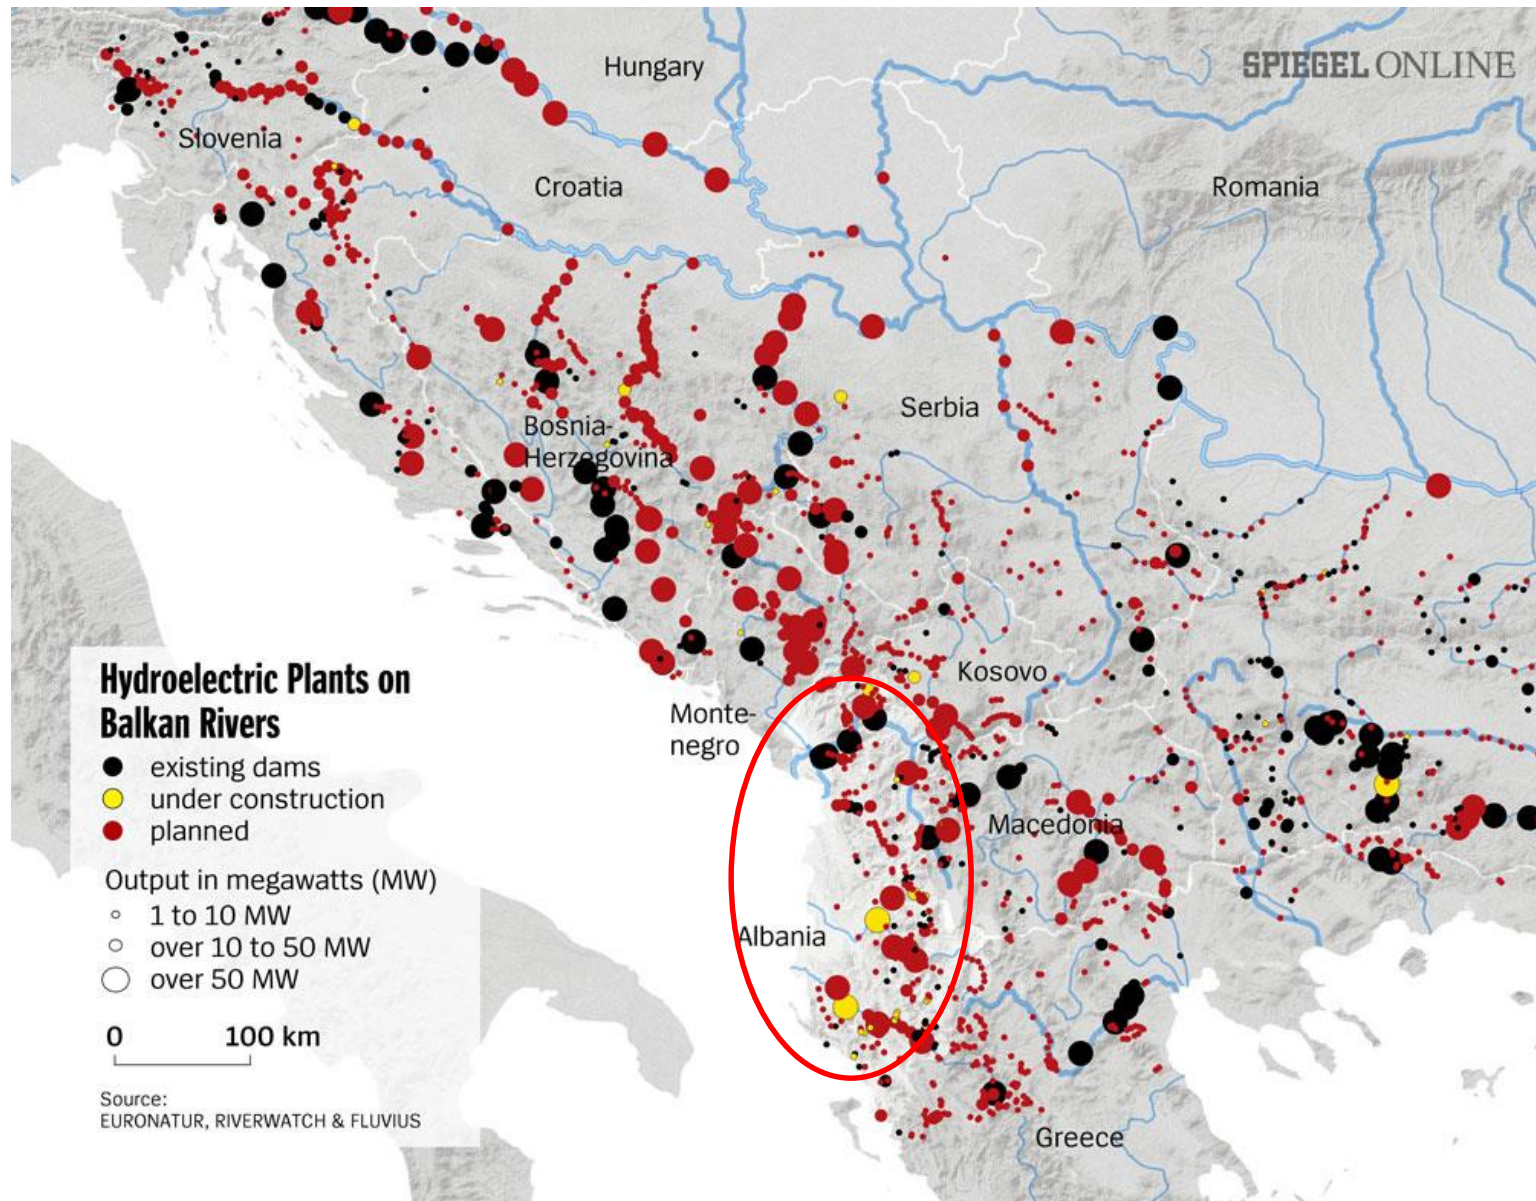 SPIEGEL ONLINE
Hungary
Slovenia
Croatia
Romania
Serbia
Bosnia-
Herzegovina
Kosovo
Monte-
negro
Macedonia
Albania
Greece
Hydroelectric Plants on
Balkan Rivers
existing dams
under construction
planned
Output in megawatts (MW)
1 to 10 MW
over 10 to 50 MW
over 50 MW
0 100 km
Source:
EURONATUR, RIVERWATCH & FLUVIUS